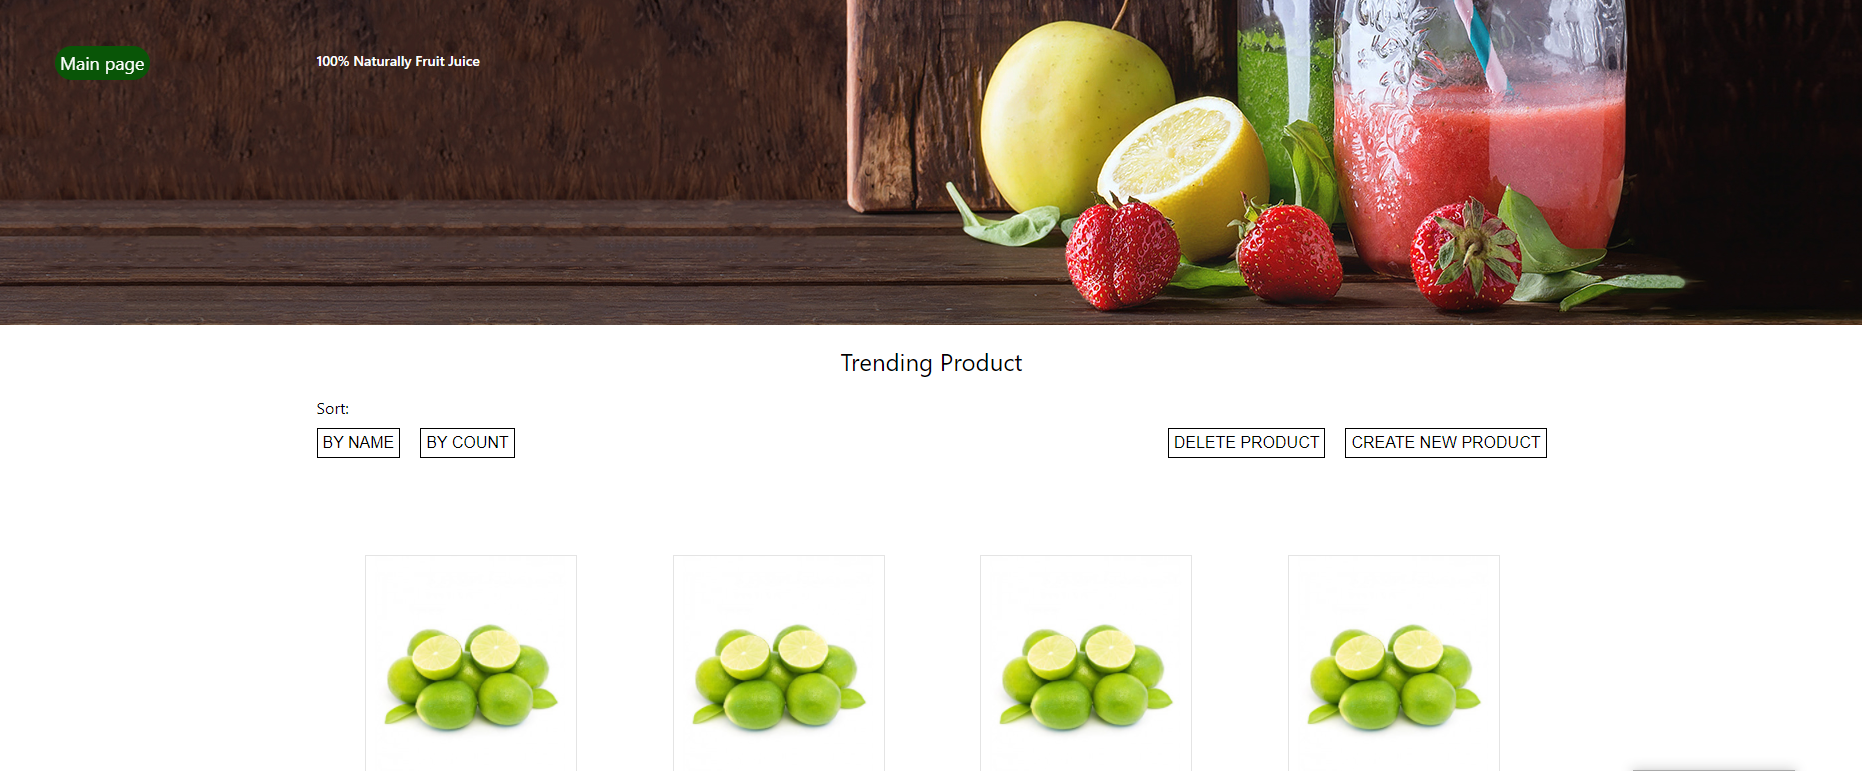 Main page
100% Naturally Fruit Juice
Trending Product
Sort:
BY NAME BY COUNT DELETE PRODUCT CREATE NEW PRODUCT